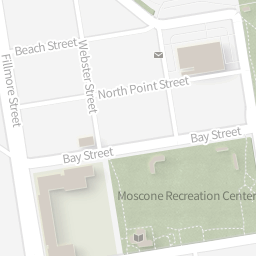 Beach Street
Fillmore Street
Webster Street
North Point Street
Bay Street
Bay Street
Moscone Recreation Center